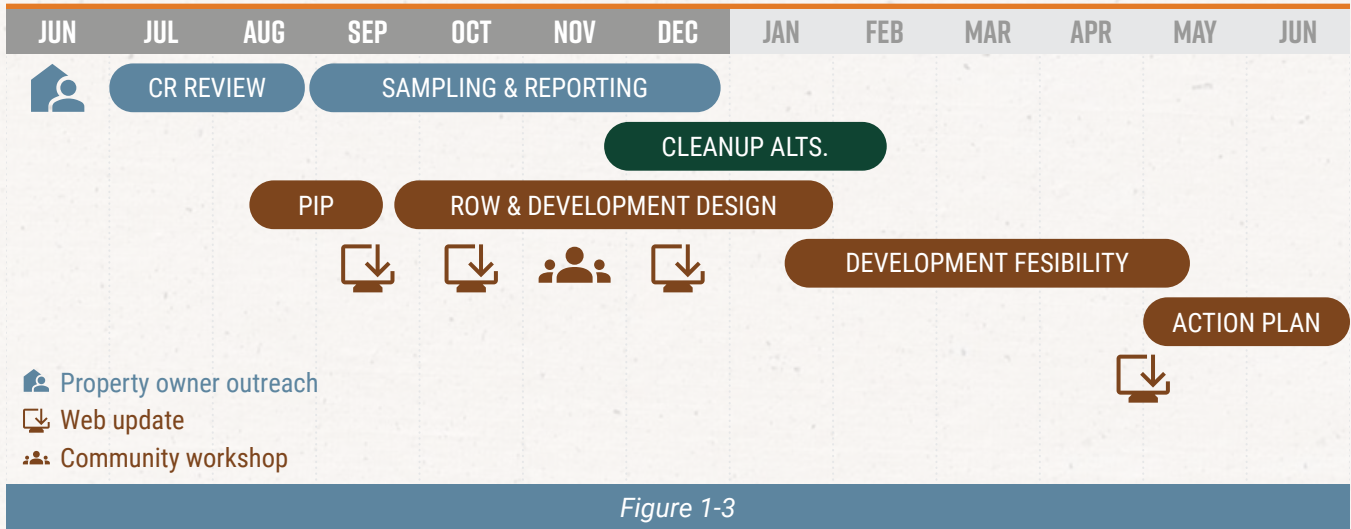 JUN JUL AUG SEP OCT NOV DEC JAN FEB MAR APR MAY JUN
CR REVIEW SAMPLING & REPORTING
CLEANUP ALTS.
PIP ROW & DEVELOPMENT DESIGN
DEVELOPMENT FESIBILITY
ACTION PLAN
Property owner outreach
Web update
Community workshop
Figure 1-3